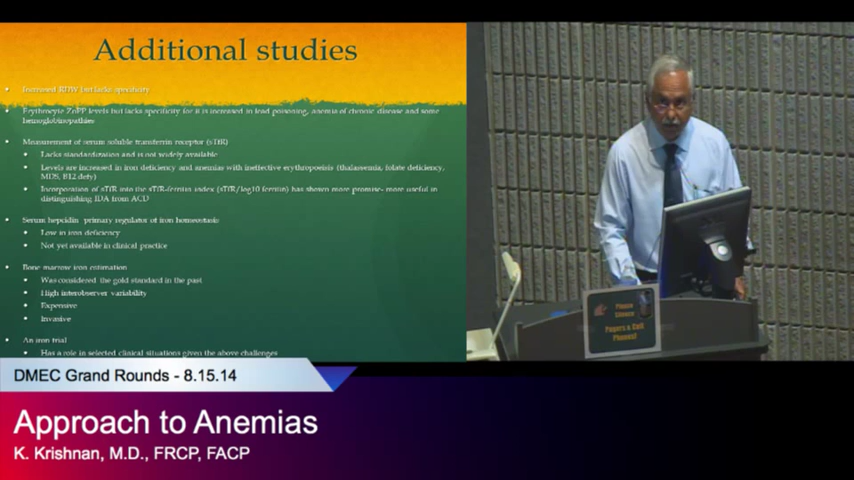 Additional studies
• Increased RDW but lacks specificity
• Erythrocyte ZnPP levels but lacks specificity for it is increased in lead poisoning, anemia of chronic disease and some
hemoglobinopathies
• Measurement of serum soluble transferrin receptor (sTfR)
• Lacks standardization and is not widely available
• Levels are increased in iron deficiency and anemias with ineffective erythropoeisis (thalassemia, folate deficiency,
MDS, B12 defy)
• Incorporation of sTfR into the sTfR-ferritin index (sTfR/log10 ferritin) has shown more promise- more useful in
distinguishing IDA from ACD
• Serum hepcidin primary regulator of iron homeostasis
• Low in iron deficiency
• Not yet available in clinical practice
• Bone marrow iron estimation
• Was considered the gold standard in the past
• High interobserver variability
• Expensive
• Invasive
• An iron trial
• Has a role in selected clinical situations given the above challenges
Please
Silence
Pagers & Cell
Phones!
DMEC Grand Rounds - 8.15.14
Approach to Anemias
K. Krishnan, M.D., FRCP, FACP